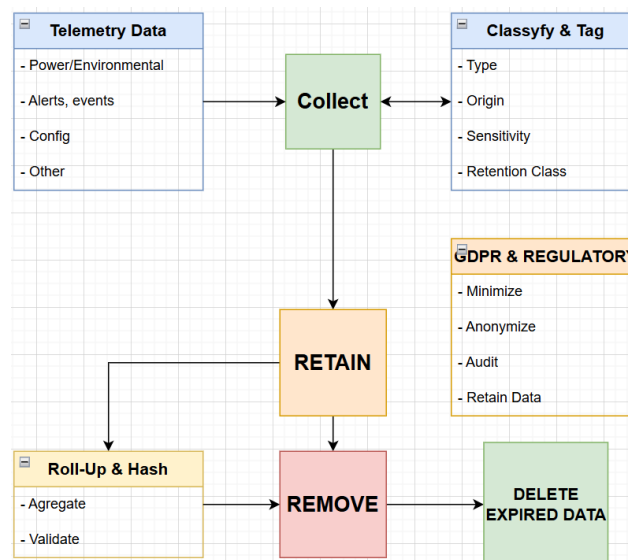 Telemetry Data
- Power/Environmental
- Alerts, events
- Config
- Other
Collect
Classyfy & Tag
- Type
- Origin
- Sensitivity
- Retention Class
GDPR & REGULATORY
- Minimize
- Anonymize
- Audit
- Retain Data
RETAIN
Roll-Up & Hash
- Agregate
- Validate
REMOVE
DELETE
EXPIRED DATA